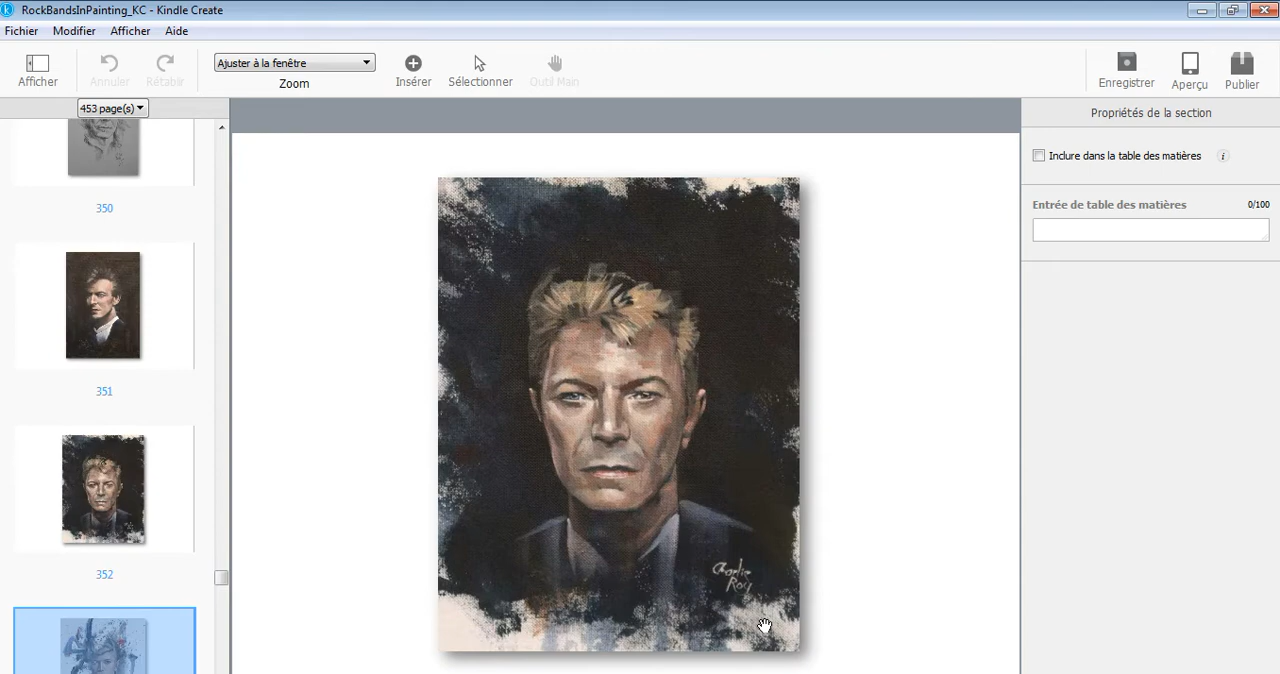 RockBandsInPainting_KC - Kindle Create
Fichier Modifier Afficher Aide
Afficher
Annuler
Rétablir
Ajuster à la fenêtre
Zoom
Insérer
Sélectionner
Outil Main
Enregistrer
Aperçu
Publier
453 page(s)
350
351
352
Propriétés de la section
Inclure dans la table des matières i
Entrée de table des matières 0/100